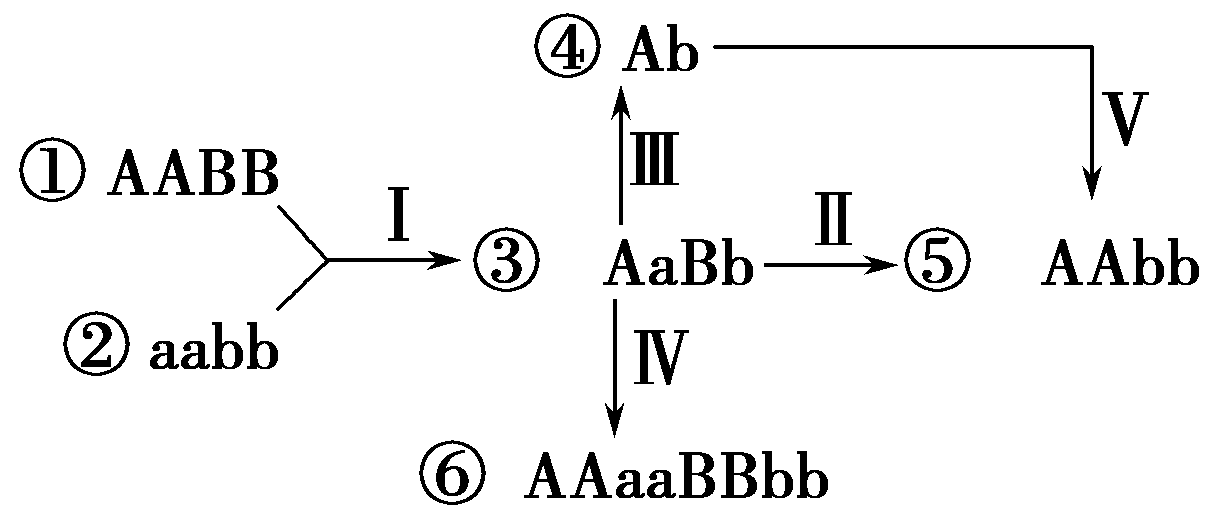 ④ Ab
Ⅴ
① AABB
Ⅲ
Ⅰ
Ⅱ
③ AaBb
⑤ AAbb
② aabb
Ⅳ
⑥ AAaaBBbb